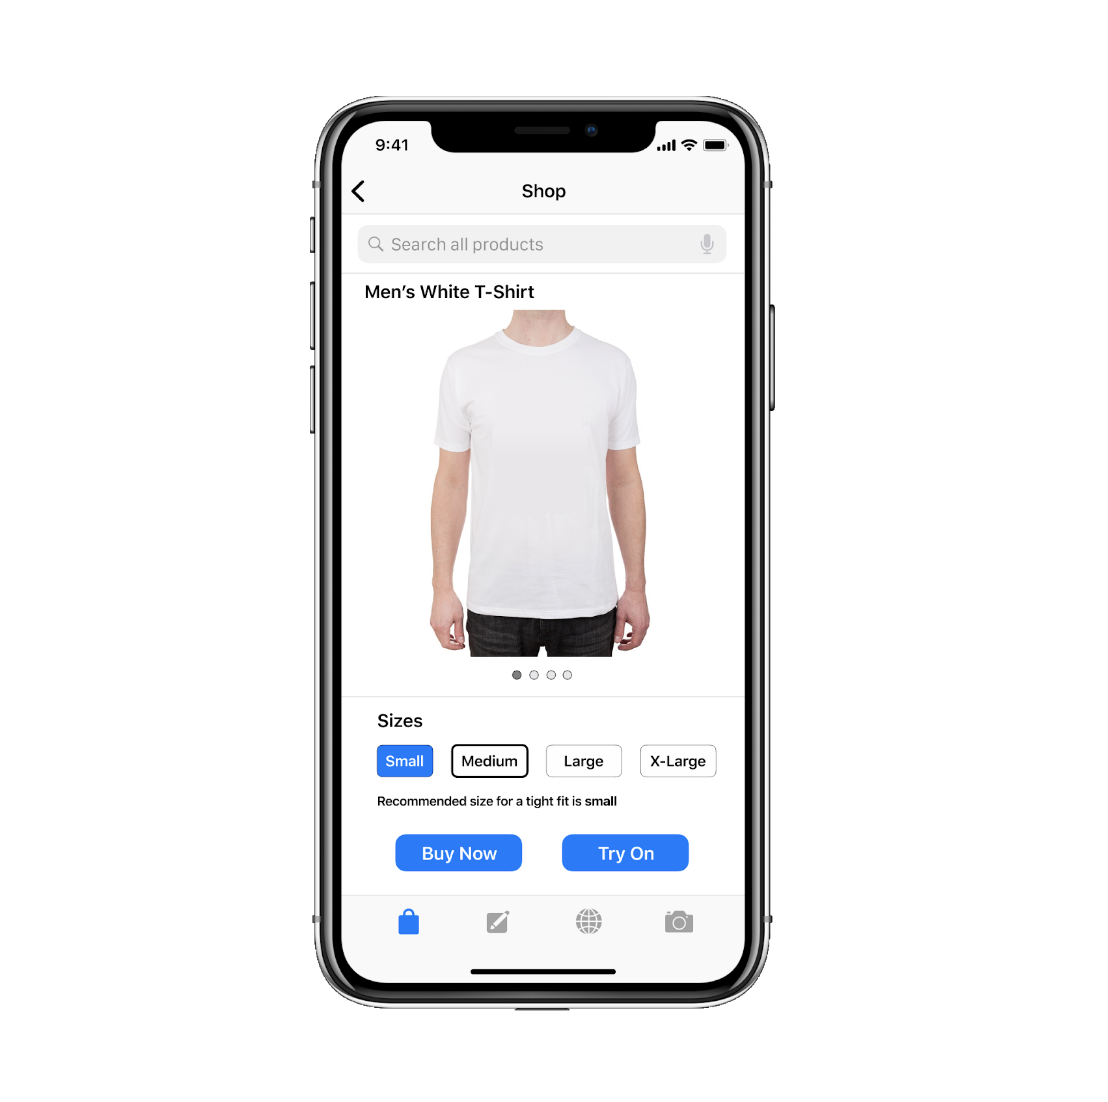 9:41
Shop
Search all products
Men's White T-Shirt
Sizes
Small Medium Large X-Large
Recommended size for a tight fit is small
Buy Now Try On